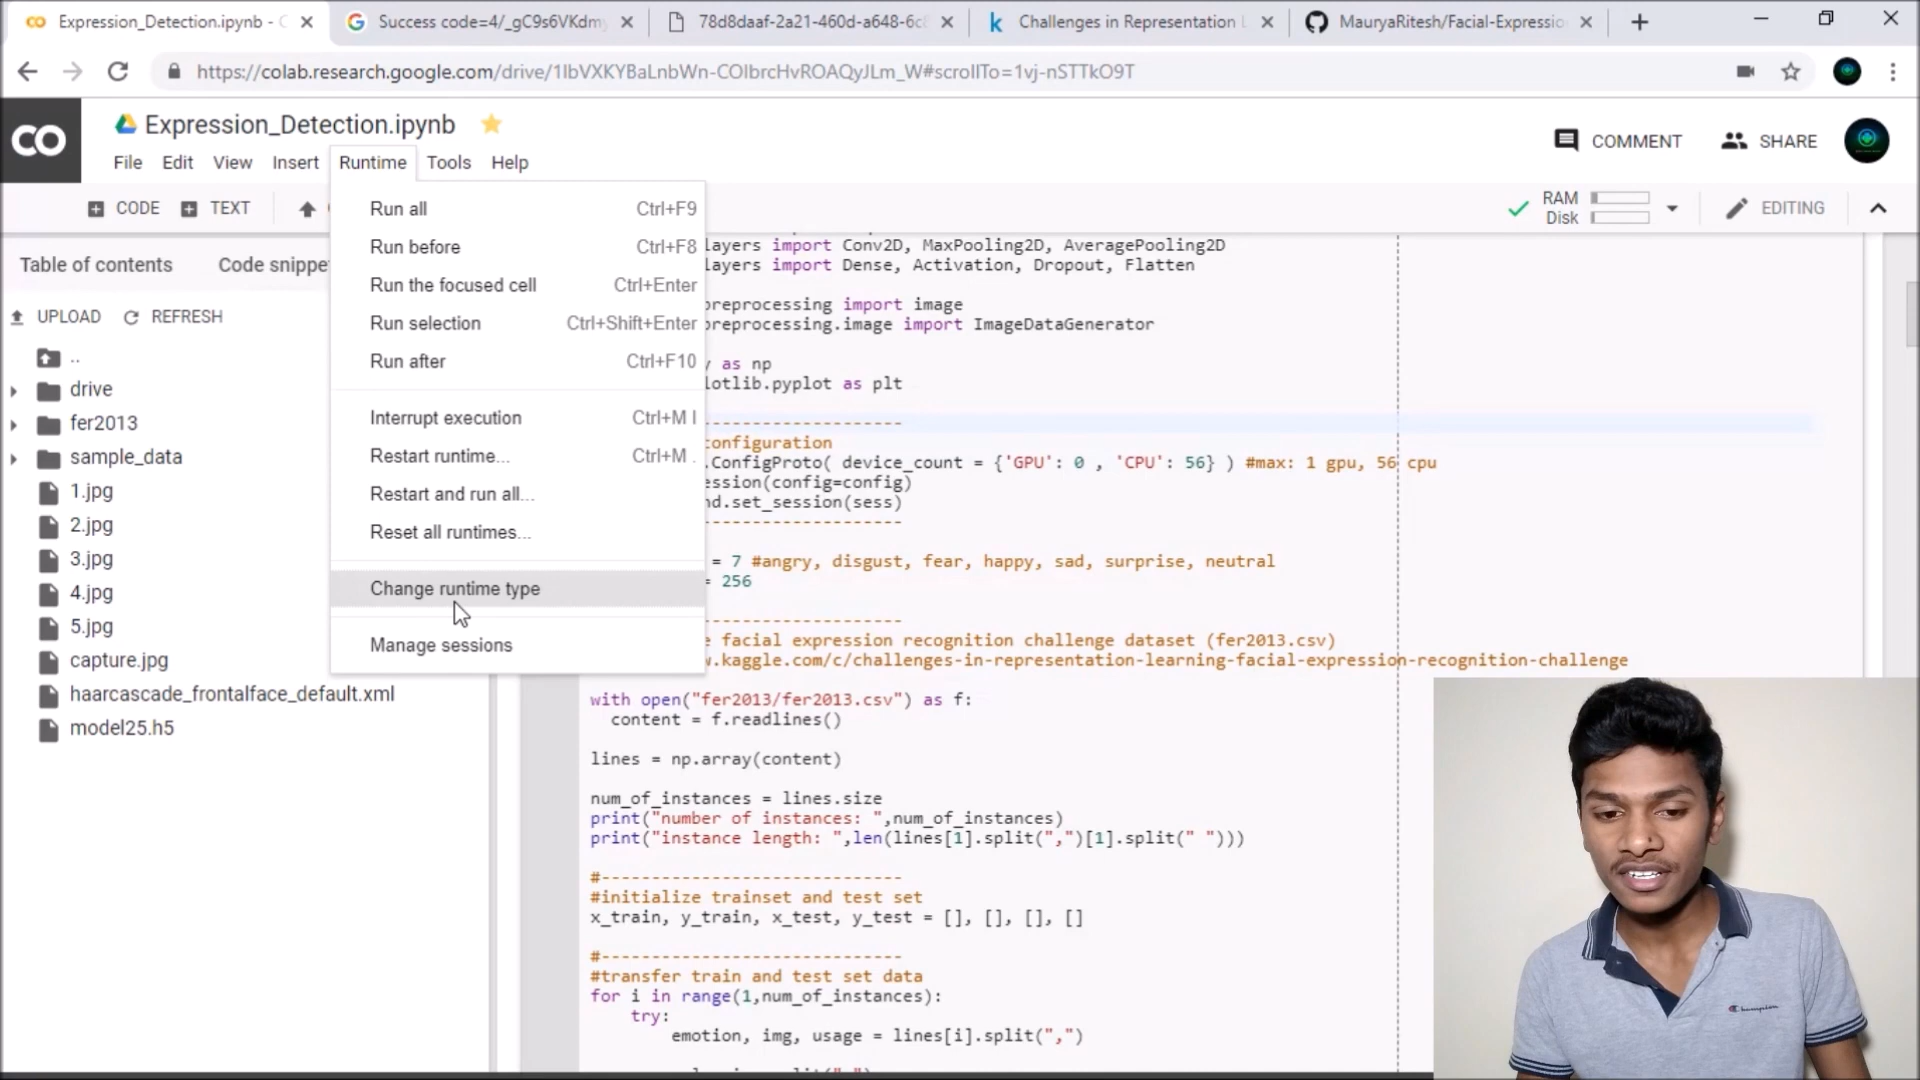 Expression_Detection.ipynb - C
Success code=4/_gC9s6VKdmy
78d8daaf-2a21-460d-a648-6c8
Challenges in Representation L
MauryaRitesh/Facial-Expressio
https://colab.research.google.com/drive/1IbVXKYBaLnbWn-COIbrcHvROAQyJLm_W#scrollTo=1vj-nSTTkO9T
CO
Expression_Detection.ipynb
COMMENT
SHARE
File Edit View Insert Runtime Tools Help
CODE TEXT
RAM
Disk
EDITING
Table of contents Code snippe
UPLOAD REFRESH
..
drive
fer2013
sample_data
1.jpg
2.jpg
3.jpg
4.jpg
5.jpg
capture.jpg
haarcascade_frontalface_default.xml
model25.h5
Run all Ctrl+F9
Run before Ctrl+F8
Run the focused cell Ctrl+Enter
Run selection Ctrl+Shift+Enter
Run after Ctrl+F10
Interrupt execution Ctrl+M I
Restart runtime... Ctrl+M .
Restart and run all...
Reset all runtimes...
Change runtime type
Manage sessions
layers import Conv2D, MaxPooling2D, AveragePooling2D
layers import Dense, Activation, Dropout, Flatten
preprocessing import image
preprocessing.image import ImageDataGenerator
y as np
lotlib.pyplot as plt
--------------------
configuration
.ConfigProto( device_count = {'GPU': 0 , 'CPU': 56} ) #max: 1 gpu, 56 cpu
ession(config=config)
nd.set_session(sess)
--------------------
= 7 #angry, disgust, fear, happy, sad, surprise, neutral
= 256
--------------------
e facial expression recognition challenge dataset (fer2013.csv)
w.kaggle.com/c/challenges-in-representation-learning-facial-expression-recognition-challenge
with open("fer2013/fer2013.csv") as f:
content = f.readlines()
lines = np.array(content)
num_of_instances = lines.size
print("number of instances: ",num_of_instances)
print("instance length: ",len(lines[1].split(",")[1].split(" ")))
#------------------------------
#initialize trainset and test set
x_train, y_train, x_test, y_test = [], [], [], []
#------------------------------
#transfer train and test set data
for i in range(1,num_of_instances):
try:
emotion, img, usage = lines[i].split(",")
Champion